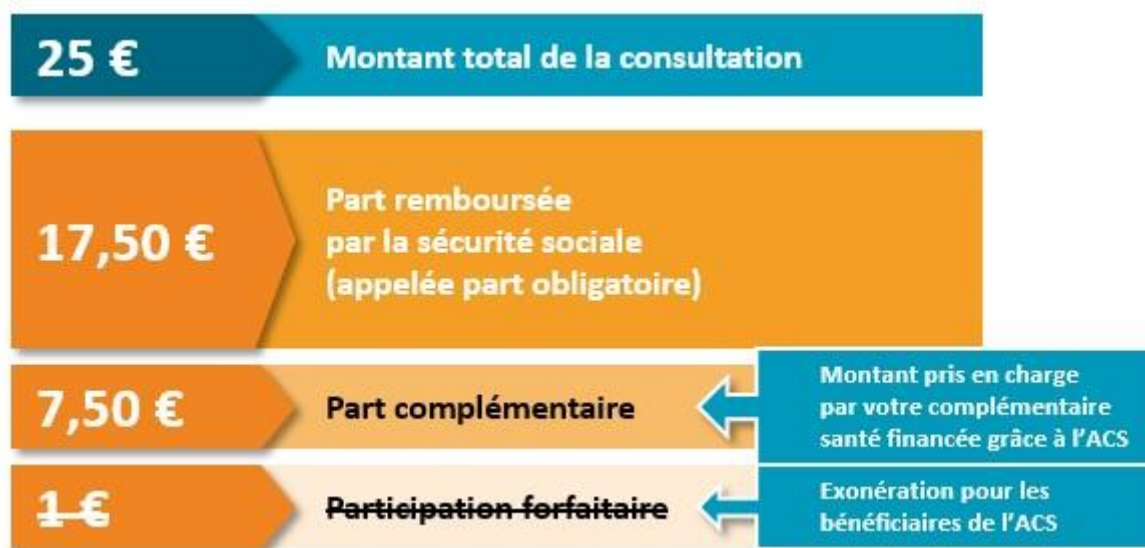 25 €
Montant total de la consultation
17,50 €
Part remboursée
par la sécurité sociale
(appelée part obligatoire)
7,50 €
Part complémentaire
Montant pris en charge
par votre complémentaire
santé financée grâce à l'ACS
1 €
Participation forfaitaire
Exonération pour les
bénéficiaires de l'ACS